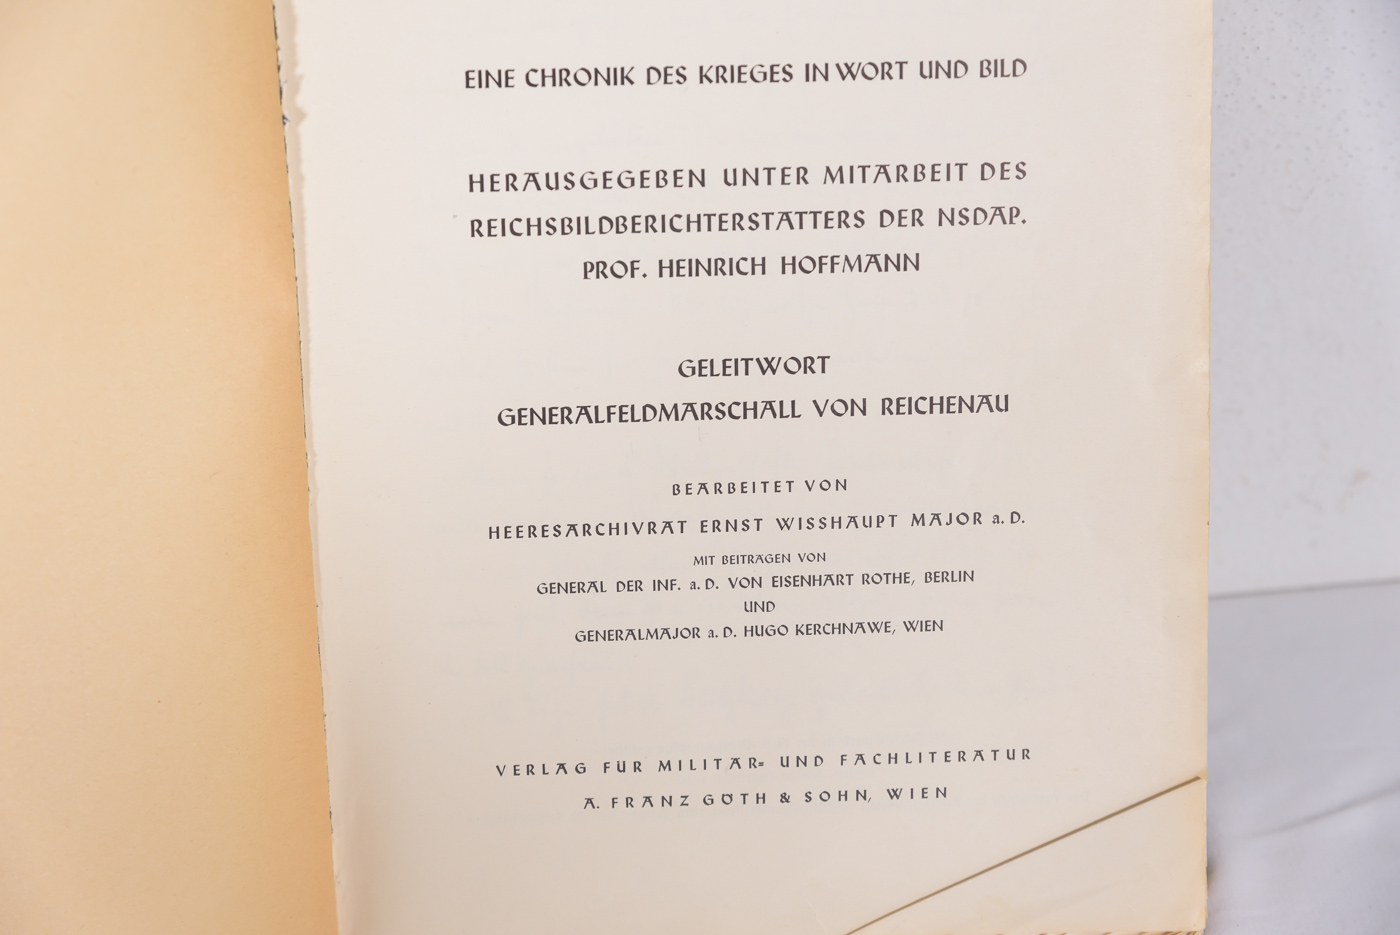 EINE CHRONIK DES KRIEGES IN WORT UND BILD
HERAUSGEGEBEN UNTER MITARBEIT DES
REICHSBILDBERICHTERSTATTERS DER NSDAP.
PROF. HEINRICH HOFFMANN
GELEITWORT
GENERALFELDMARSCHALL VON REICHENAU
BEARBEITET VON
HEERESARCHIVRAT ERNST WISSHAUPT MAJOR a. D.
MIT BEITRÄGEN VON
GENERAL DER INF. a. D. VON EISENHART ROTHE, BERLIN
UND
GENERALMAJOR a. D. HUGO KERCHNAWE, WIEN
VERLAG FÜR MILITÄR= UND FACHLITERATUR
A. FRANZ GÖTH & SOHN, WIEN